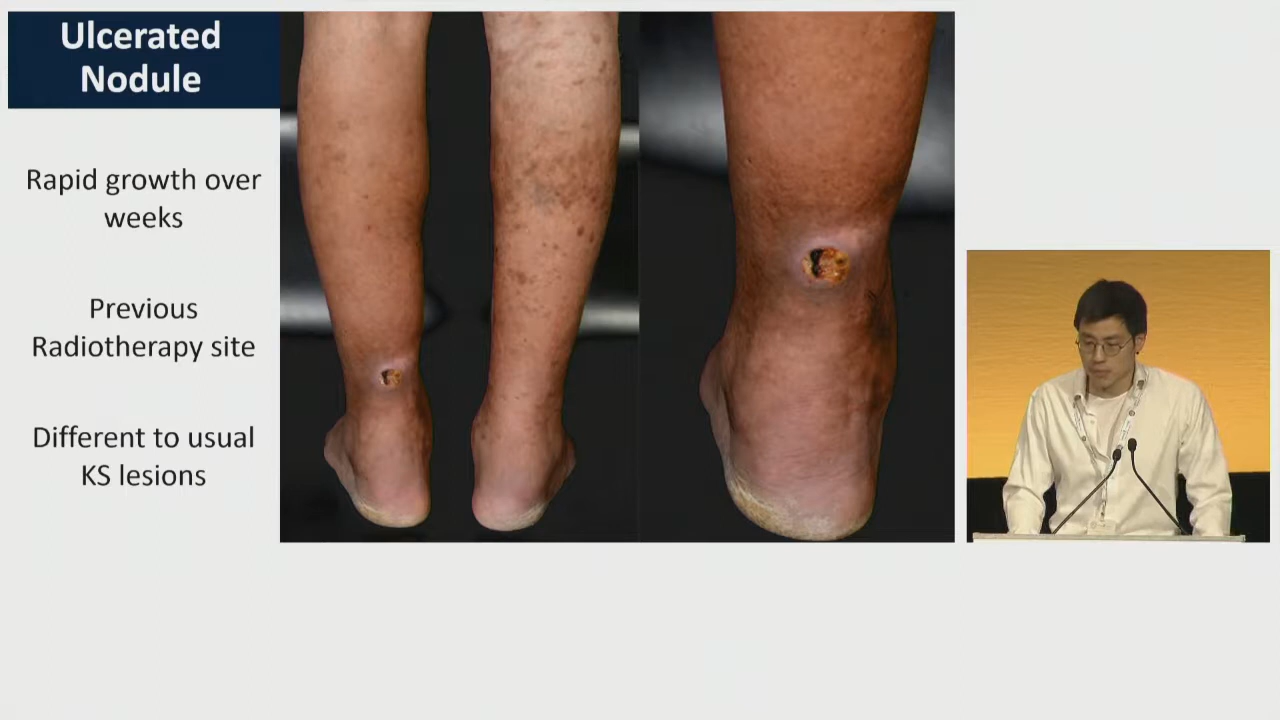 Ulcerated
Nodule
Rapid growth over
weeks
Previous
Radiotherapy site
Different to usual
KS lesions